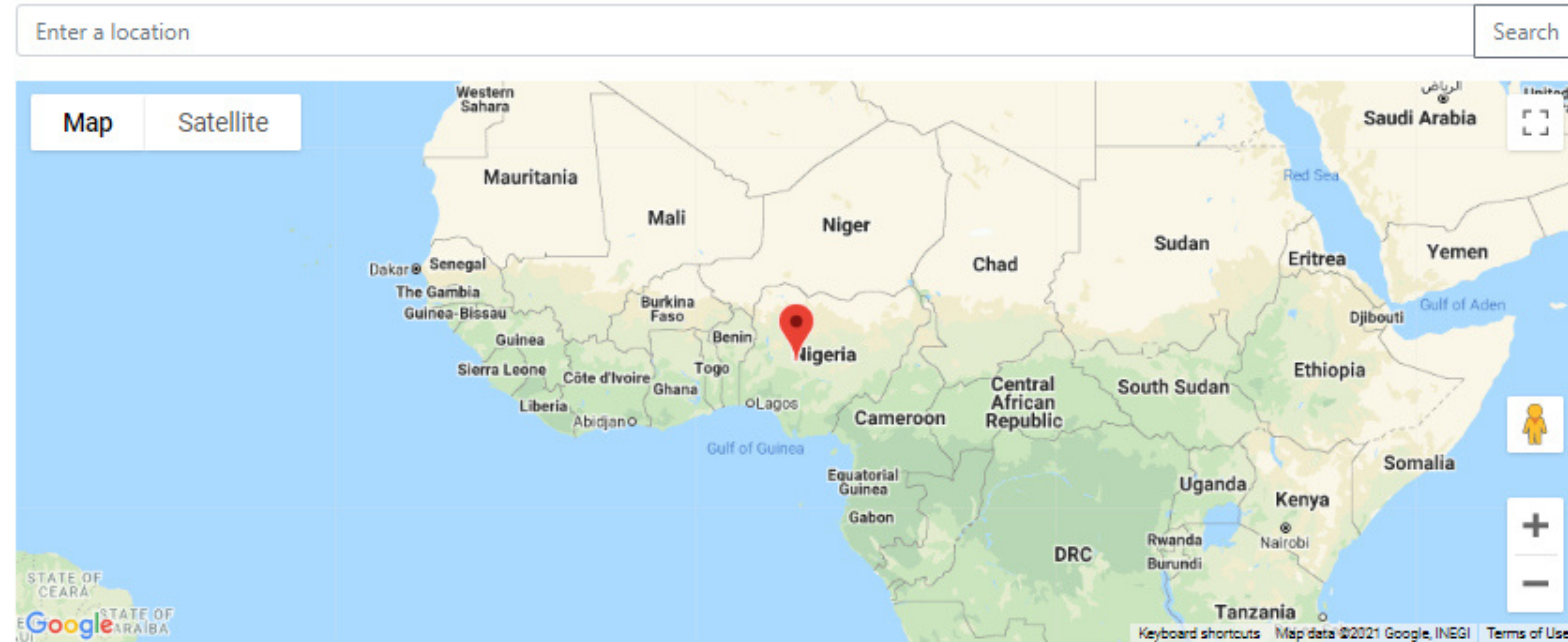 Enter a location
Search
Map
Satellite
Western
Sahara
الرياض
Saudi Arabia
United
Mauritania
Red Sea
Mali
Niger
Sudan
Chad
Eritrea
Yemen
Dakar
Senegal
The Gambia
Guinea-Bissau
Burkina
Faso
Gulf of Aden
Djibouti
Guinea
Benin
Nigeria
Sierra Leone
Côte d'Ivoire
Togo
Ghana
Ethiopia
Central
African
Republic
South Sudan
Liberia
Abidjan
Lagos
Cameroon
Gulf of Guinea
Somalia
Equatorial
Guinea
Uganda
Kenya
Gabon
Rwanda
Nairobi
DRC
Burundi
STATE OF
CEARÁ
Tanzania
STATE OF
Google
Keyboard shortcuts
Map data ©2021 Google, INEGI
Terms of Use